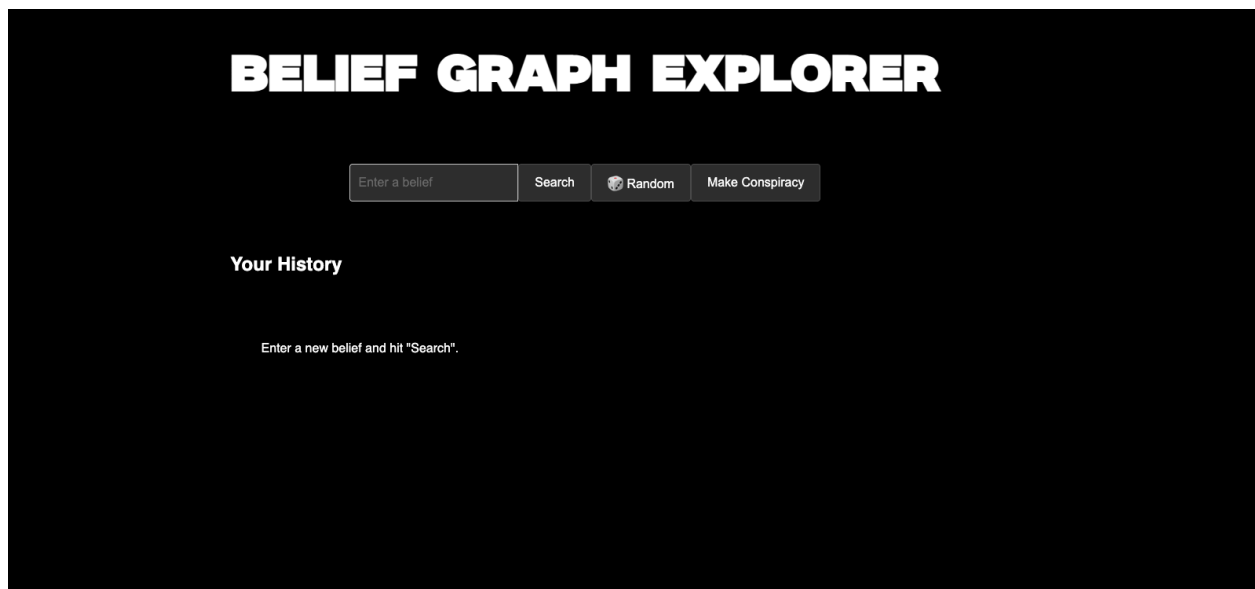 BELIEF GRAPH EXPLORER
Enter a belief Search 🎲 Random Make Conspiracy
Your History
Enter a new belief and hit "Search".